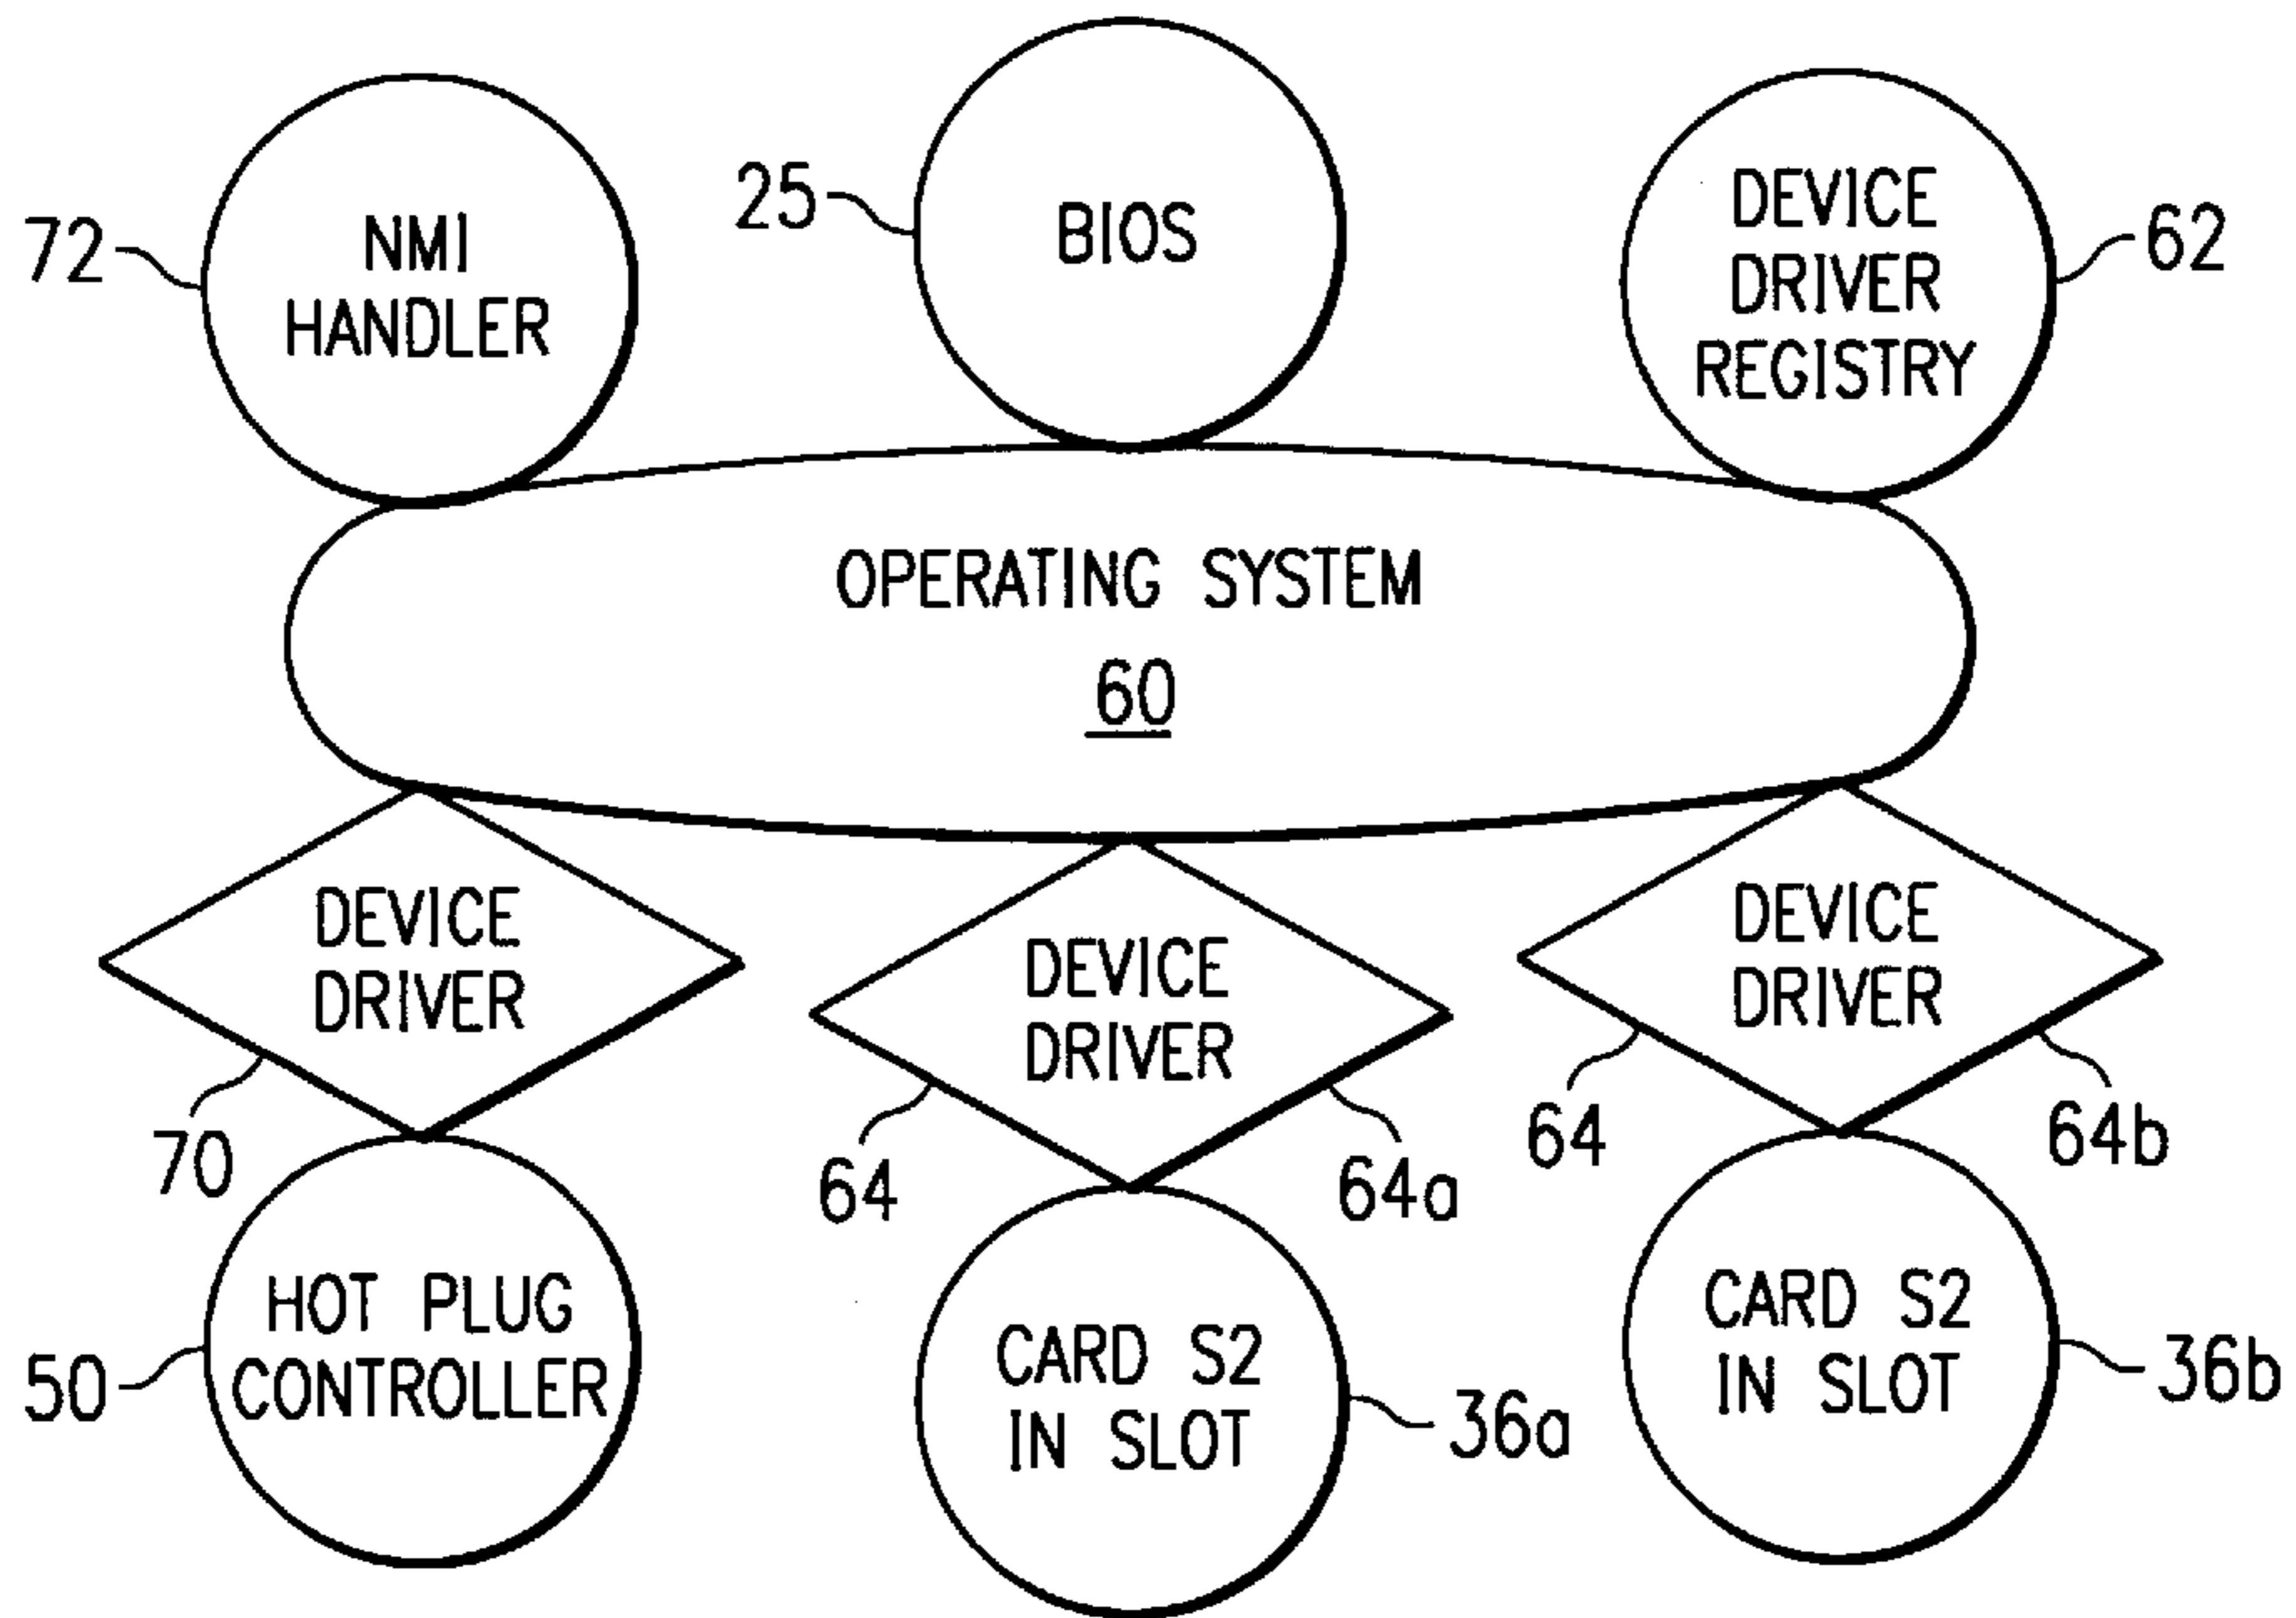 72
NMI
HANDLER
25
BIOS
DEVICE
DRIVER
REGISTRY
62
OPERATING SYSTEM
60
DEVICE
DRIVER
70
DEVICE
DRIVER
64
64a
DEVICE
DRIVER
64
64b
HOT PLUG
CONTROLLER
50
CARD S2
IN SLOT
36a
CARD S2
IN SLOT
36b